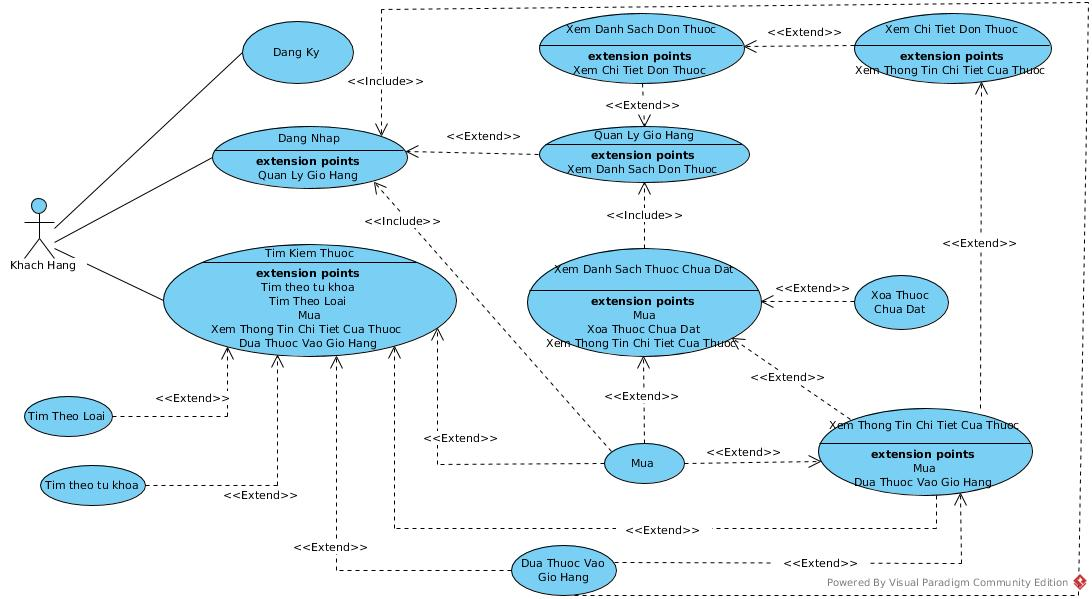 Dang Ky
Xem Danh Sach Don Thuoc
extension points
Xem Chi Tiet Don Thuoc
<<Extend>>
Xem Chi Tiet Don Thuoc
extension points
Xem Thong Tin Chi Tiet Cua Thuoc
<<Include>>
<<Extend>>
Dang Nhap
extension points
Quan Ly Gio Hang
<<Extend>>
Quan Ly Gio Hang
extension points
Xem Danh Sach Don Thuoc
<<Include>>
<<Include>>
<<Extend>>
Khach Hang
Tim Kiem Thuoc
extension points
Tim theo tu khoa
Tim Theo Loai
Mua
Xem Thong Tin Chi Tiet Cua Thuoc
Dua Thuoc Vao Gio Hang
Xem Danh Sach Thuoc Chua Dat
extension points
Mua
Xoa Thuoc Chua Dat
Xem Thong Tin Chi Tiet Cua Thuoc
<<Extend>>
Xoa Thuoc
Chua Dat
<<Extend>>
<<Extend>>
<<Extend>>
Tim Theo Loai
<<Extend>>
Mua
<<Extend>>
Xem Thong Tin Chi Tiet Cua Thuoc
extension points
Mua
Dua Thuoc Vao Gio Hang
Tim theo tu khoa
<<Extend>>
<<Extend>>
<<Extend>>
Dua Thuoc Vao
Gio Hang
<<Extend>>
Powered By Visual Paradigm Community Edition